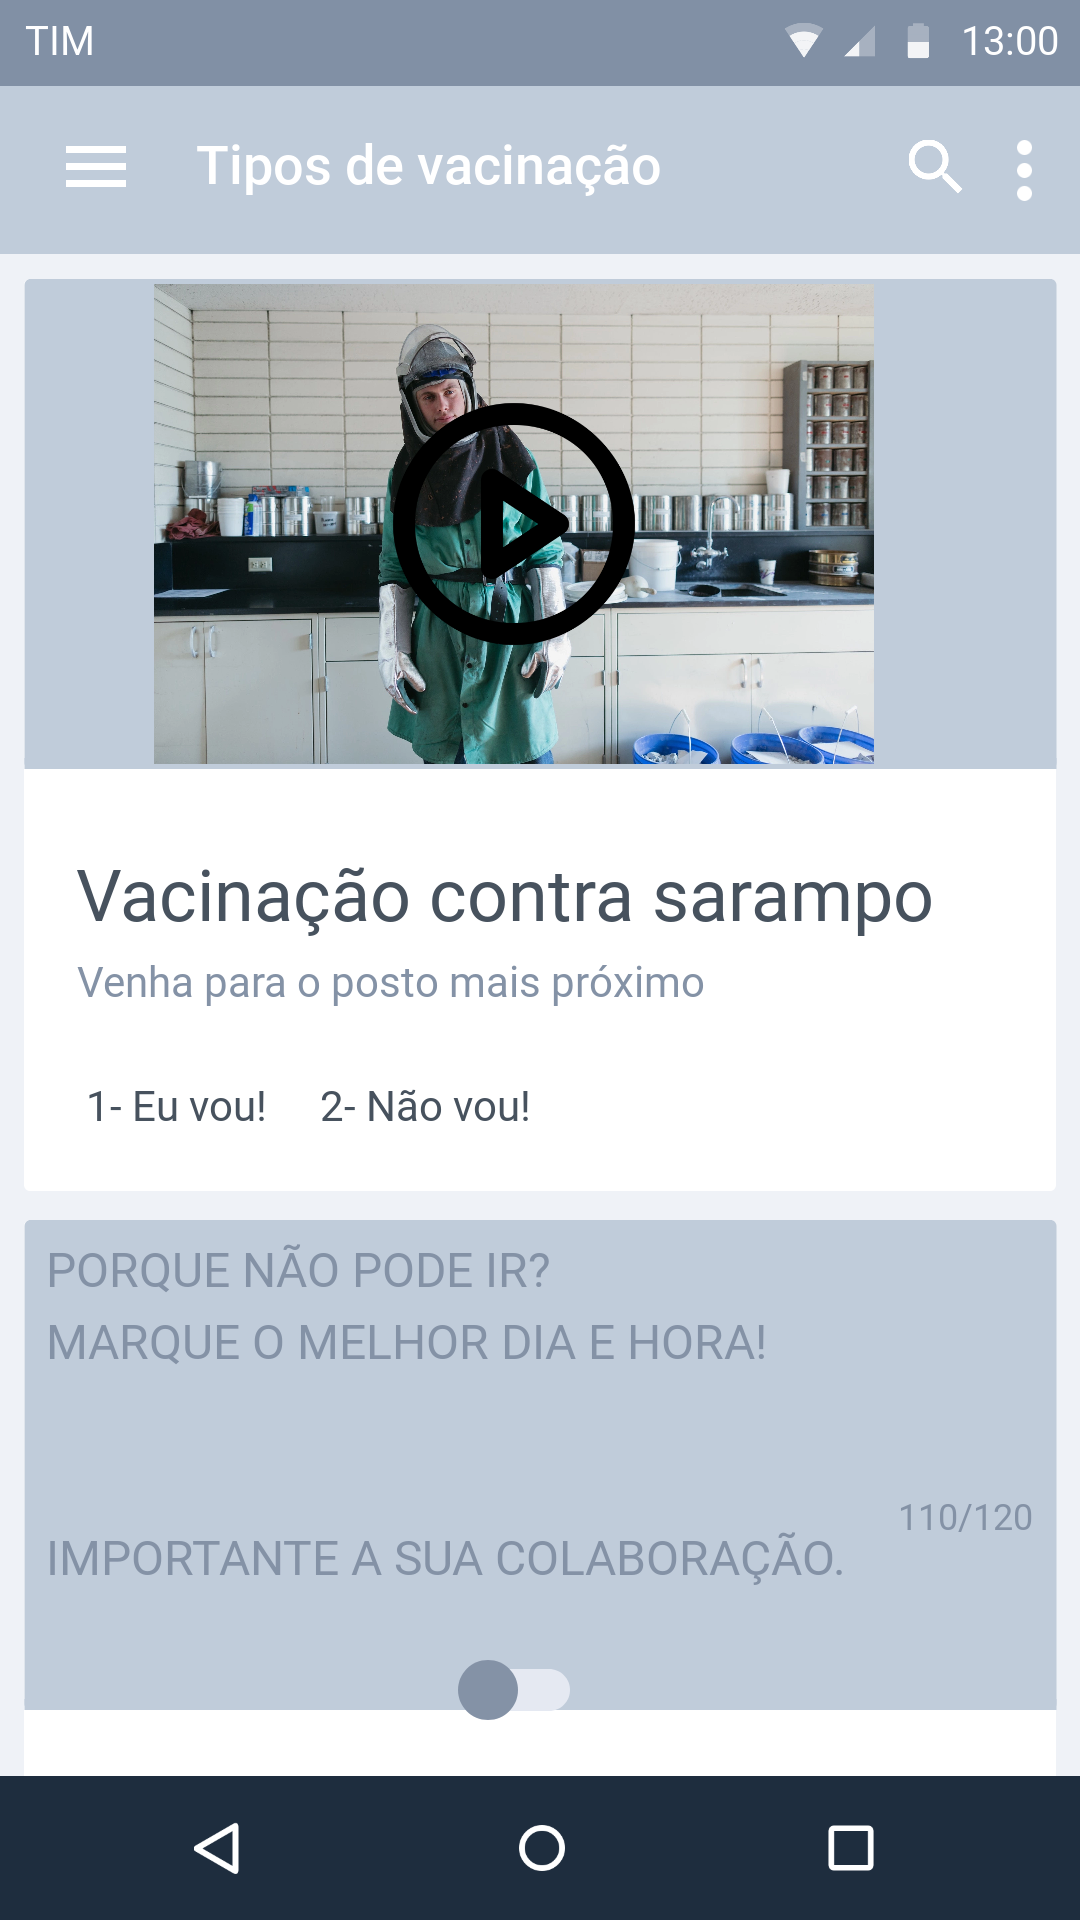 TIM 13:00
Tipos de vacinação
Vacinação contra sarampo
Venha para o posto mais próximo
1- Eu vou! 2- Não vou!
PORQUE NÃO PODE IR?
MARQUE O MELHOR DIA E HORA!
110/120
IMPORTANTE A SUA COLABORAÇÃO.